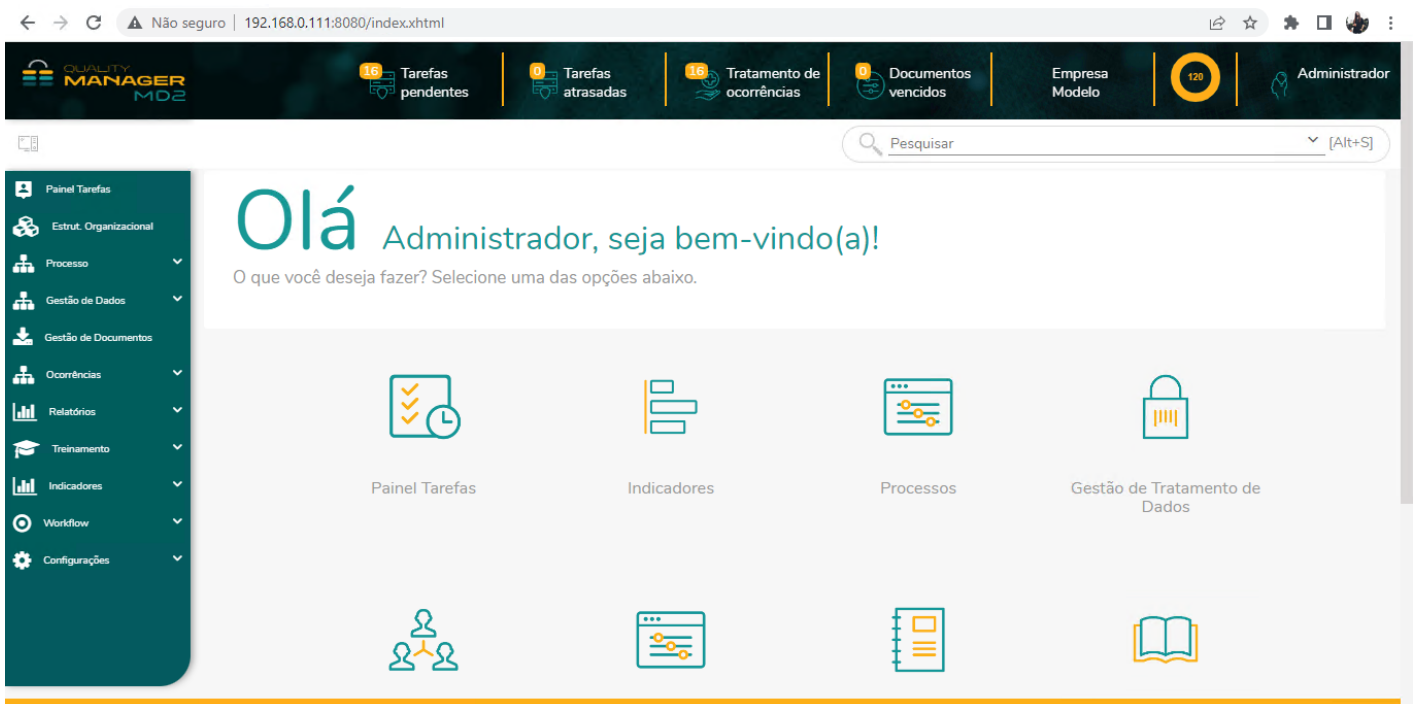 Não seguro
192.168.0.111:8080/index.xhtml
QUALITY
MANAGER
MD2
16
Tarefas
pendentes
0
Tarefas
atrasadas
16
Tratamento de
ocorrências
0
Documentos
vencidos
Empresa
Modelo
120
Administrador
Pesquisar
[Alt+S]
Painel Tarefas
Estrut. Organizacional
Processo
Gestão de Dados
Gestão de Documentos
Ocorrências
Relatórios
Treinamento
Indicadores
Workflow
Configurações
Olá Administrador, seja bem-vindo(a)!
O que você deseja fazer? Selecione uma das opções abaixo.
Painel Tarefas
Indicadores
Processos
Gestão de Tratamento de
Dados